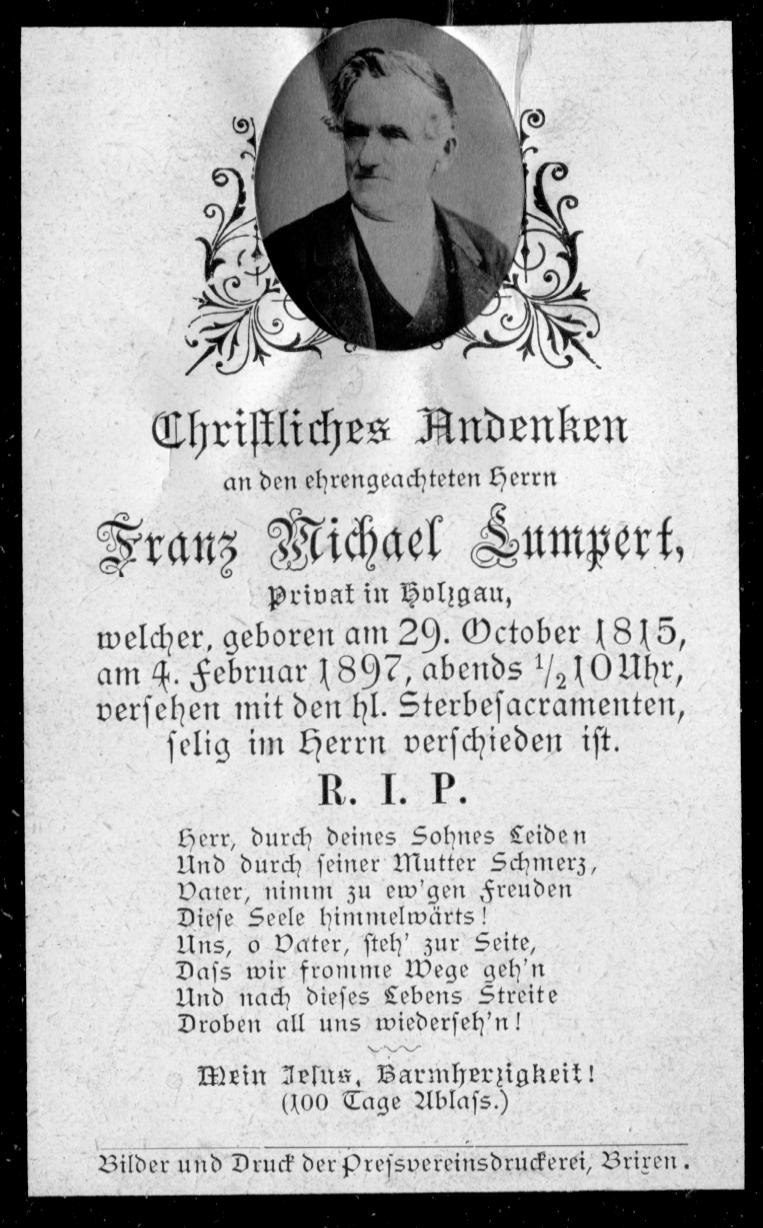 Christliches Andenken
an den ehrengeachteten Herrn
Franz Michael Lumpert,
Privat in Holzgau,
welcher, geboren am 29. October 1815,
am 4. Februar 1897, abends 1/2 10 Uhr,
versehen mit den hl. Sterbesacramenten,
selig im Herrn verschieden ist.
R. I. P.
Herr, durch deines Sohnes Leiden
Und durch seiner Mutter Schmerz,
Vater, nimm zu ew'gen Freuden
Diese Seele himmelwärts!
Uns, o Vater, steh' zur Seite,
Dass wir fromme Wege geh'n
Und nach dieses Lebens Streite
Droben all uns wiederseh'n!
Mein Jesus, Barmherzigkeit!
(100 Tage Ablass.)
Bilder und Druck der Pressvereinsdruckerei, Brixen.